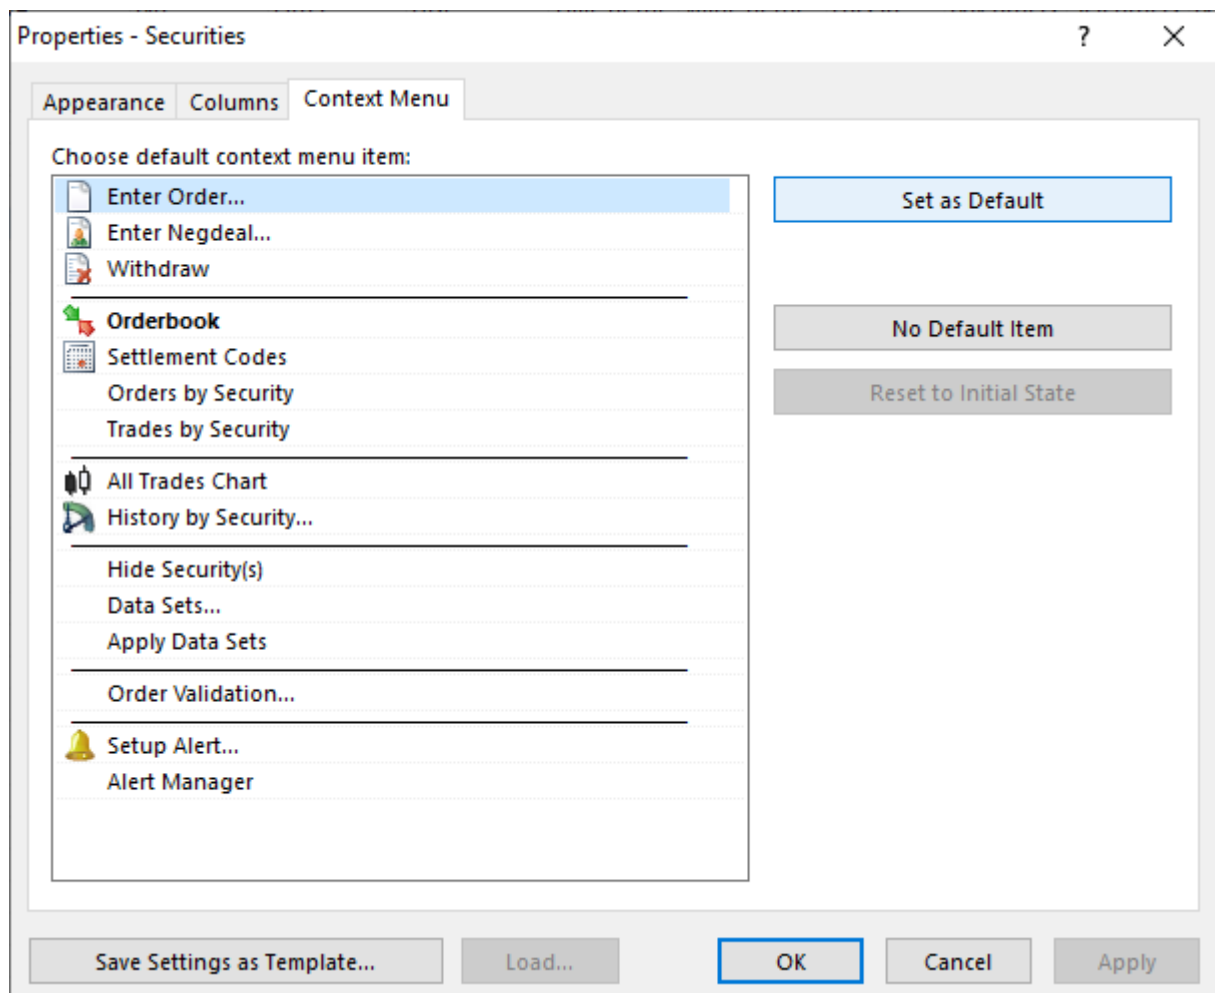 Properties - Securities
?
Appearance
Columns
Context Menu
Choose default context menu item:
Enter Order...
Set as Default
Enter Negdeal...
Withdraw
Orderbook
No Default Item
Settlement Codes
Orders by Security
Reset to Initial State
Trades by Security
All Trades Chart
History by Security...
Hide Security(s)
Data Sets...
Apply Data Sets
Order Validation...
Setup Alert...
Alert Manager
Save Settings as Template...
Load...
OK
Cancel
Apply